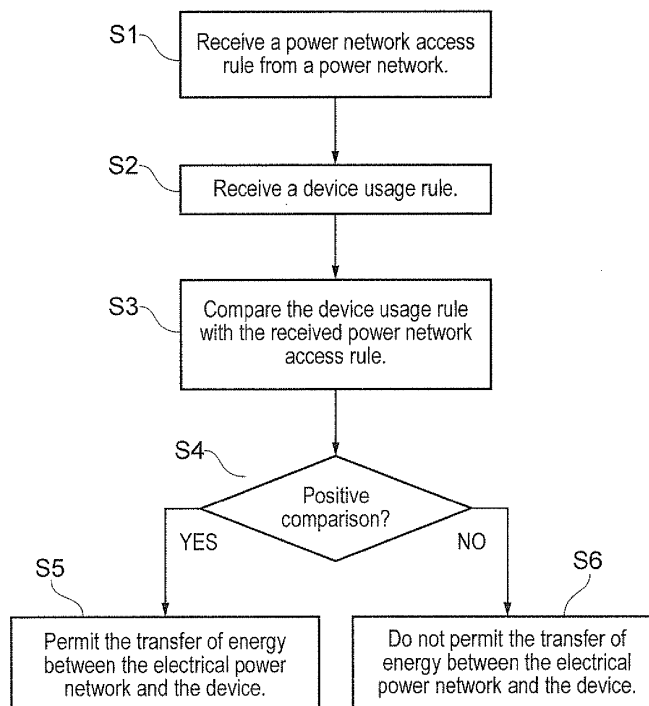 S1
Receive a power network access
rule from a power network.
S2
Receive a device usage rule.
S3
Compare the device usage rule
with the received power network
access rule.
S4
Positive
comparison?
YES
NO
S5
Permit the transfer of energy
between the electrical power
network and the device.
S6
Do not permit the transfer of
energy between the electrical
power network and the device.